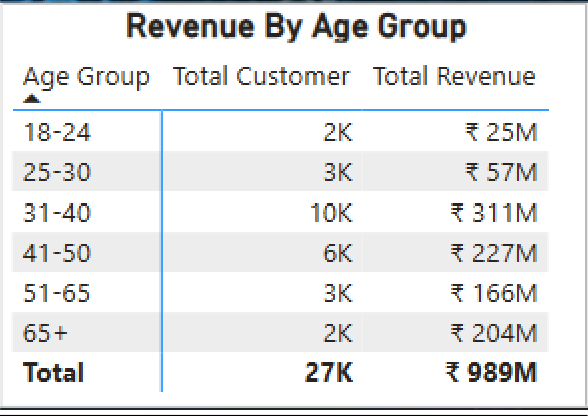 Revenue By Age Group
Age Group Total Customer Total Revenue
18-24 2K ₹ 25M
25-30 3K ₹ 57M
31-40 10K ₹ 311M
41-50 6K ₹ 227M
51-65 3K ₹ 166M
65+ 2K ₹ 204M
Total 27K ₹ 989M